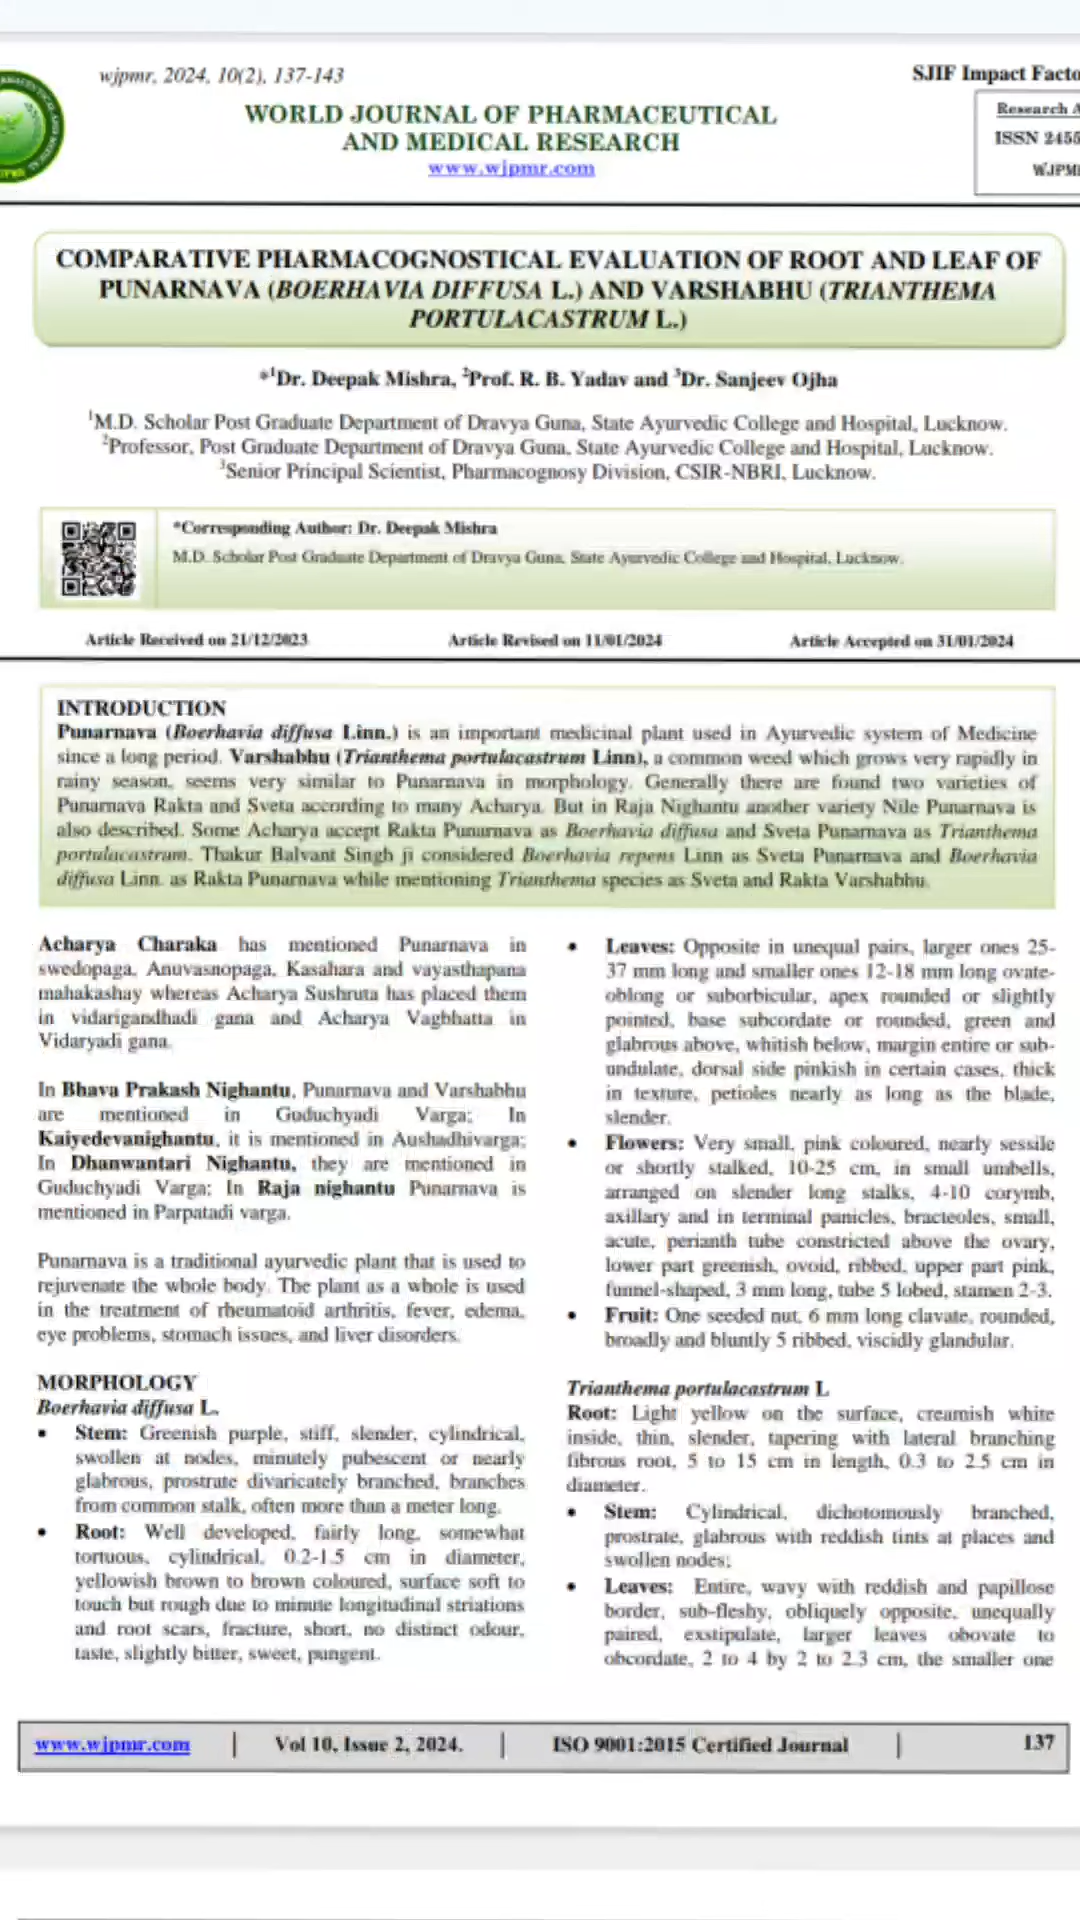 wjpmr, 2024, 10(2), 137-143
SJIF Impact Facto
WORLD JOURNAL OF PHARMACEUTICAL
AND MEDICAL RESEARCH
www.wjpmr.com
Research A
ISSN 2455
WJPM
COMPARATIVE PHARMACOGNOSTICAL EVALUATION OF ROOT AND LEAF OF
PUNARNAVA (BOERHAVIA DIFFUSA L.) AND VARSHABHU (TRIANTHEMA
PORTULACASTRUM L.)
*1Dr. Deepak Mishra, 2Prof. R. B. Yadav and 3Dr. Sanjeev Ojha
1M.D. Scholar Post Graduate Department of Dravya Guna, State Ayurvedic College and Hospital, Lucknow.
2Professor, Post Graduate Department of Dravya Guna, State Ayurvedic College and Hospital, Lucknow.
3Senior Principal Scientist, Pharmacognosy Division, CSIR-NBRI, Lucknow.
*Corresponding Author: Dr. Deepak Mishra
M.D. Scholar Post Graduate Department of Dravya Guna, State Ayurvedic College and Hospital, Lucknow.
Article Received on 21/12/2023
Article Revised on 11/01/2024
Article Accepted on 31/01/2024
INTRODUCTION
Punarnava (Boerhavia diffusa Linn.) is an important medicinal plant used in Ayurvedic system of Medicine
since a long period. Varshabhu (Trianthema portulacastrum Linn), a common weed which grows very rapidly in
rainy season, seems very similar to Punarnava in morphology. Generally there are found two varieties of
Punarnava Rakta and Sveta according to many Acharya. But in Raja Nighantu another variety Nile Punarnava is
also described. Some Acharya accept Rakta Punarnava as Boerhavia diffusa and Sveta Punarnava as Trianthema
portulacastrum. Thakur Balvant Singh ji considered Boerhavia repens Linn as Sveta Punarnava and Boerhavia
diffusa Linn. as Rakta Punarnava while mentioning Trianthema species as Sveta and Rakta Varshabhu.
Acharya Charaka has mentioned Punarnava in
swedopaga, Anuvasnopaga, Kasahara and vayasthapana
mahakashay whereas Acharya Sushruta has placed them
in vidarigandhadi gana and Acharya Vagbhatta in
Vidaryadi gana.
In Bhava Prakash Nighantu, Punarnava and Varshabhu
are mentioned in Guduchyadi Varga; In
Kaiyedevanighantu, it is mentioned in Aushadhivarga;
In Dhanwantari Nighantu, they are mentioned in
Guduchyadi Varga; In Raja nighantu Punarnava is
mentioned in Parpatadi varga.
Punarnava is a traditional ayurvedic plant that is used to
rejuvenate the whole body. The plant as a whole is used
in the treatment of rheumatoid arthritis, fever, edema,
eye problems, stomach issues, and liver disorders.
MORPHOLOGY
Boerhavia diffusa L.
• Stem: Greenish purple, stiff, slender, cylindrical,
swollen at nodes, minutely pubescent or nearly
glabrous, prostrate divaricately branched, branches
from common stalk, often more than a meter long.
• Root: Well developed, fairly long, somewhat
tortuous, cylindrical, 0.2-1.5 cm in diameter,
yellowish brown to brown coloured, surface soft to
touch but rough due to minute longitudinal striations
and root scars, fracture, short, no distinct odour,
taste, slightly bitter, sweet, pungent.
• Leaves: Opposite in unequal pairs, larger ones 25-
37 mm long and smaller ones 12-18 mm long ovate-
oblong or suborbicular, apex rounded or slightly
pointed, base subcordate or rounded, green and
glabrous above, whitish below, margin entire or sub-
undulate, dorsal side pinkish in certain cases, thick
in texture, petioles nearly as long as the blade,
slender.
• Flowers: Very small, pink coloured, nearly sessile
or shortly stalked, 10-25 cm, in small umbells,
arranged on slender long stalks, 4-10 corymb,
axillary and in terminal panicles, bracteoles, small,
acute, perianth tube constricted above the ovary,
lower part greenish, ovoid, ribbed, upper part pink,
funnel-shaped, 3 mm long, tube 5 lobed, stamen 2-3.
• Fruit: One seeded nut, 6 mm long clavate, rounded,
broadly and bluntly 5 ribbed, viscidly glandular.
Trianthema portulacastrum L
Root: Light yellow on the surface, creamish white
inside, thin, slender, tapering with lateral branching
fibrous root, 5 to 15 cm in length, 0.3 to 2.5 cm in
diameter.
• Stem: Cylindrical, dichotomously branched,
prostrate, glabrous with reddish tints at places and
swollen nodes;
• Leaves: Entire, wavy with reddish and papillose
border, sub-fleshy, obliquely opposite, unequally
paired, exstipulate, larger leaves obovate to
obcordate, 2 to 4 by 2 to 2.3 cm, the smaller one
www.wjpmr.com | Vol 10, Issue 2, 2024. | ISO 9001:2015 Certified Journal | 137